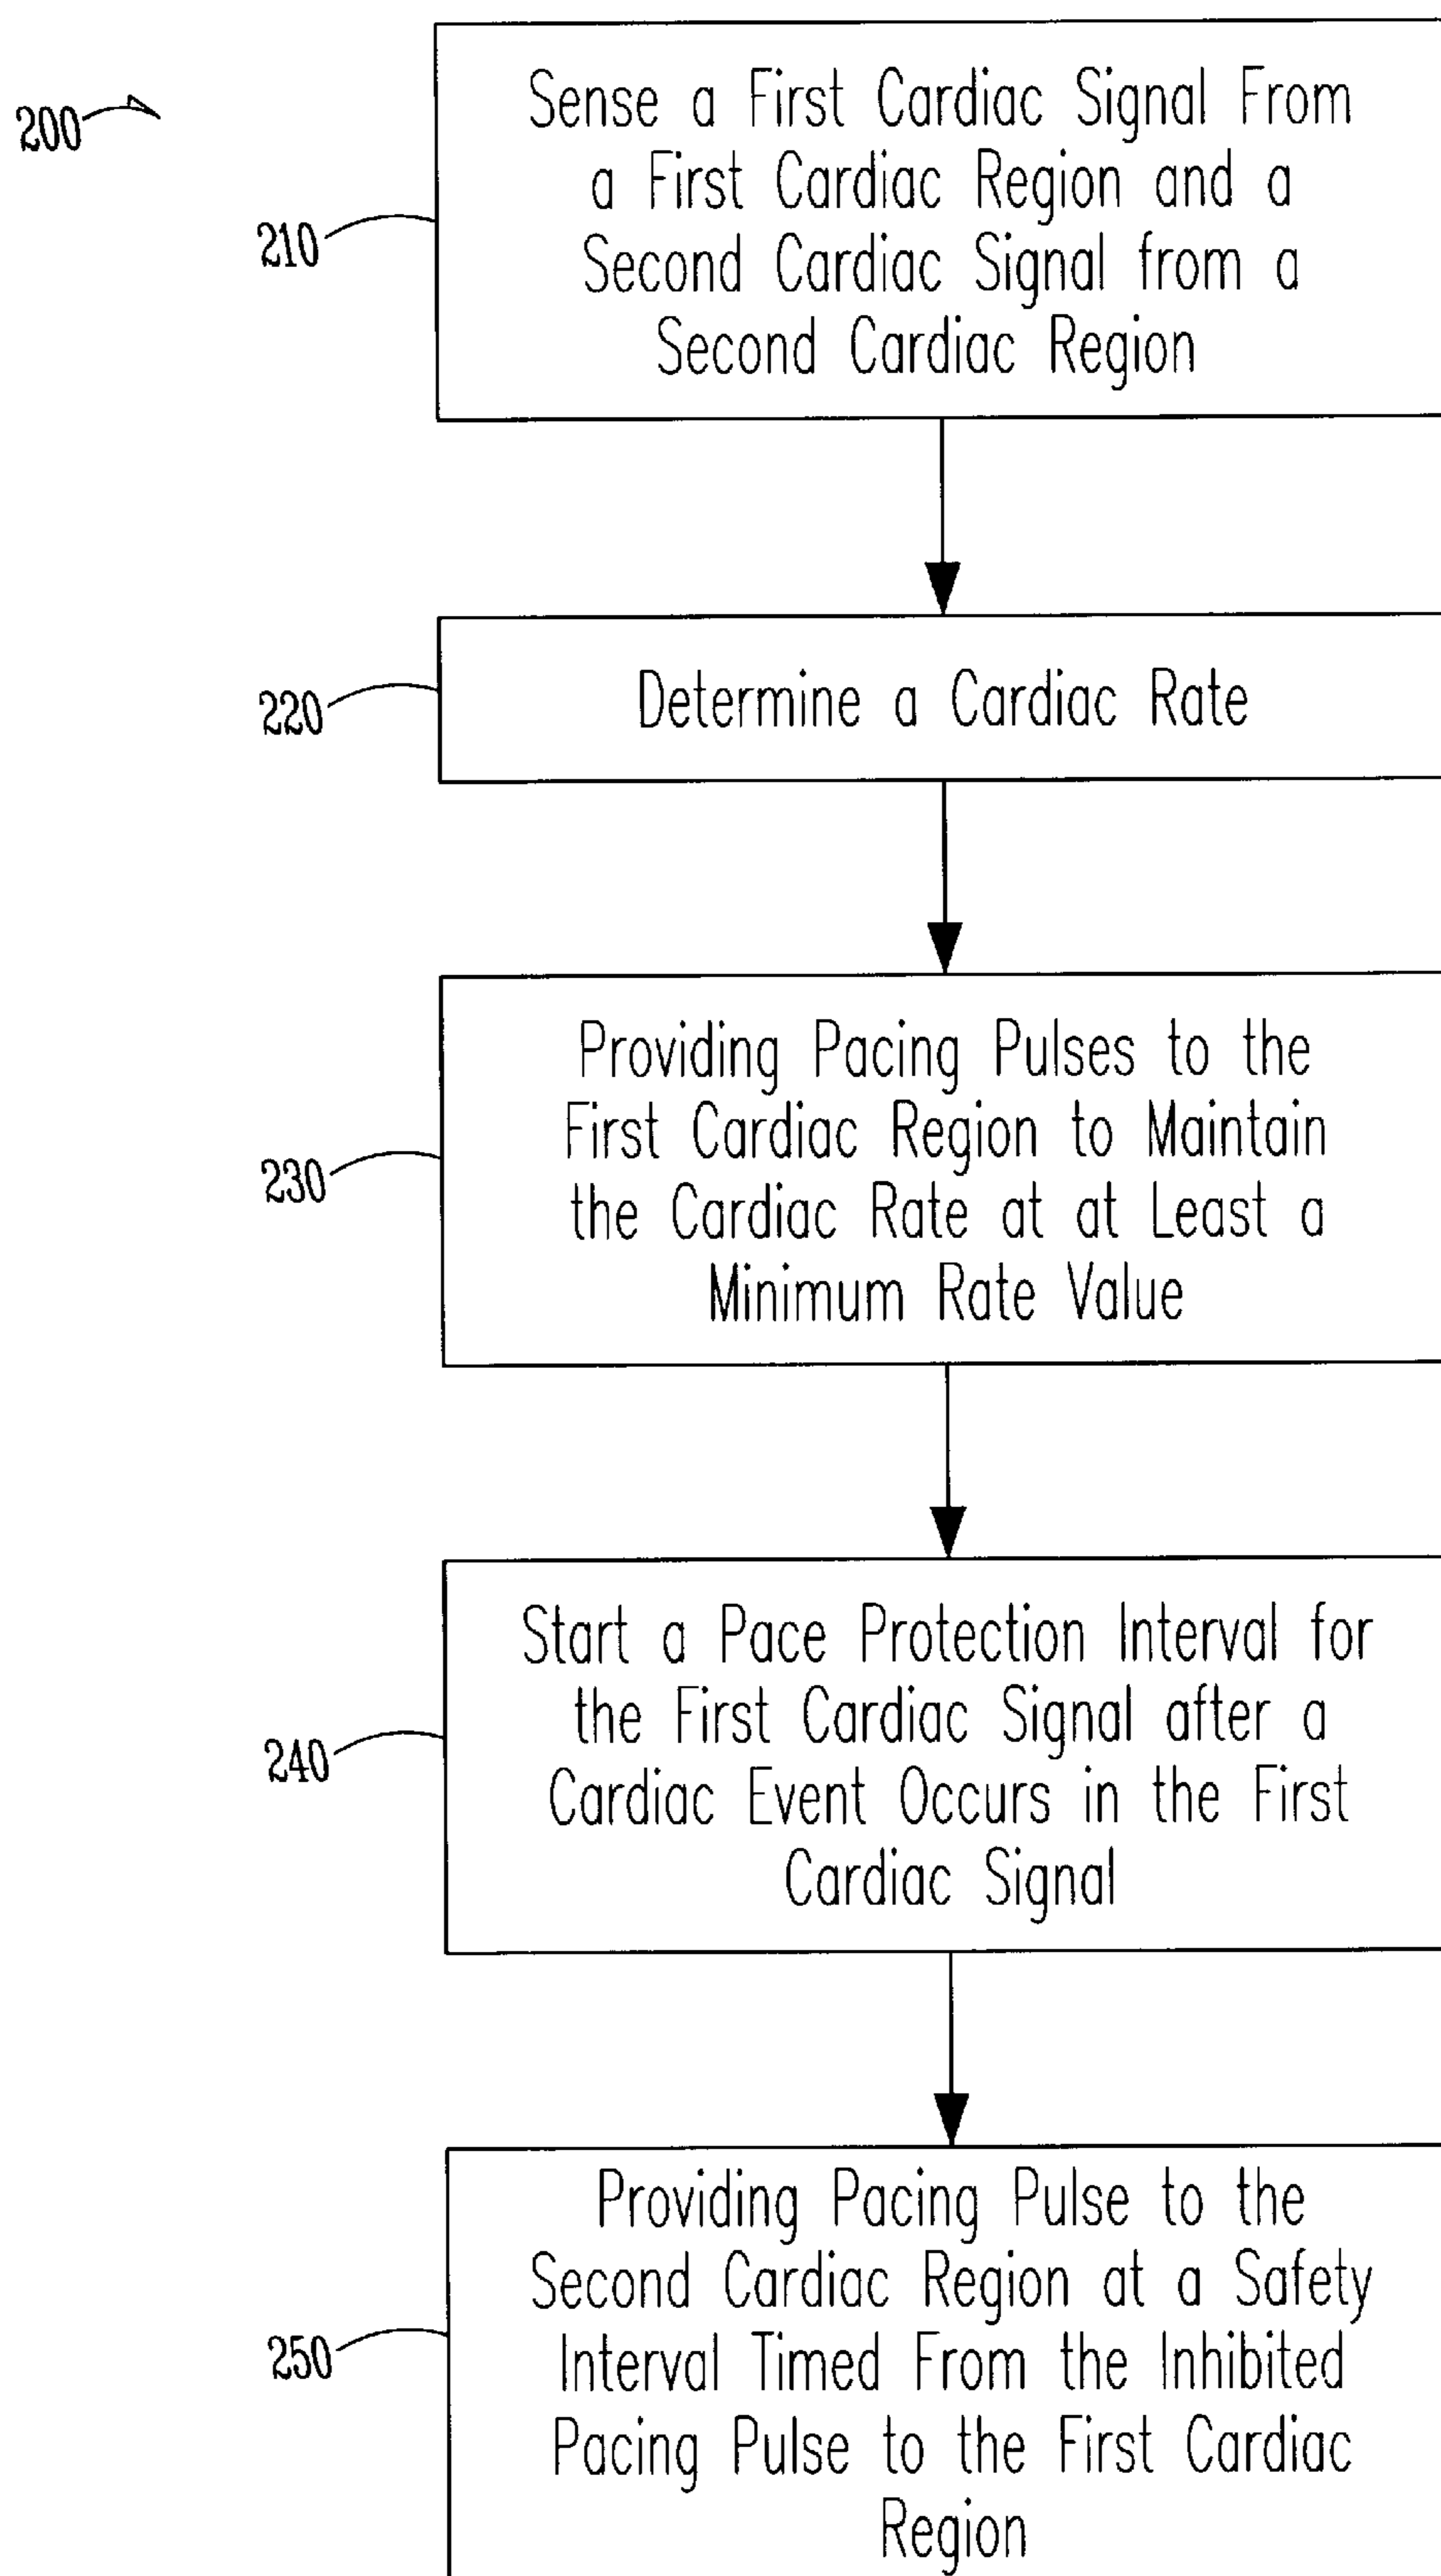 200
210
Sense a First Cardiac Signal From
a First Cardiac Region and a
Second Cardiac Signal from a
Second Cardiac Region
220
Determine a Cardiac Rate
230
Providing Pacing Pulses to the
First Cardiac Region to Maintain
the Cardiac Rate at at Least a
Minimum Rate Value
240
Start a Pace Protection Interval for
the First Cardiac Signal after a
Cardiac Event Occurs in the First
Cardiac Signal
250
Providing Pacing Pulse to the
Second Cardiac Region at a Safety
Interval Timed From the Inhibited
Pacing Pulse to the First Cardiac
Region